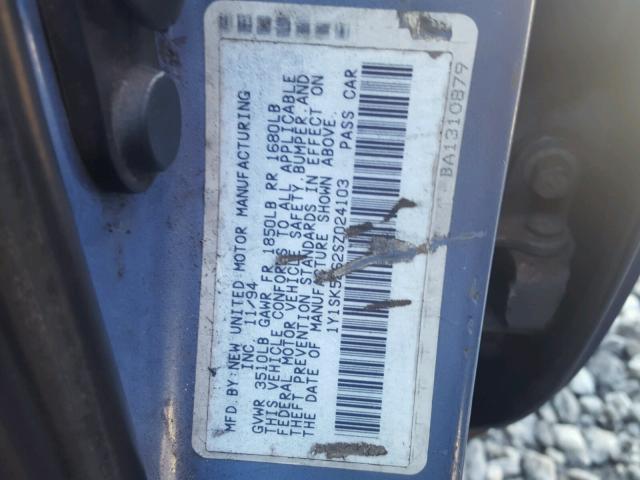 MFD. BY: NEW UNITED MOTOR MANUFACTURING
INC. 11/94
GVWR 3510LB GAWR FR 1850LB RR 1680LB
THIS VEHICLE CONFORMS TO ALL APPLICABLE
FEDERAL MOTOR VEHICLE SAFETY, BUMPER, AND
THEFT PREVENTION STANDARDS IN EFFECT ON
THE DATE OF MANUFACTURE SHOWN ABOVE.
PASS CAR
BA1310879